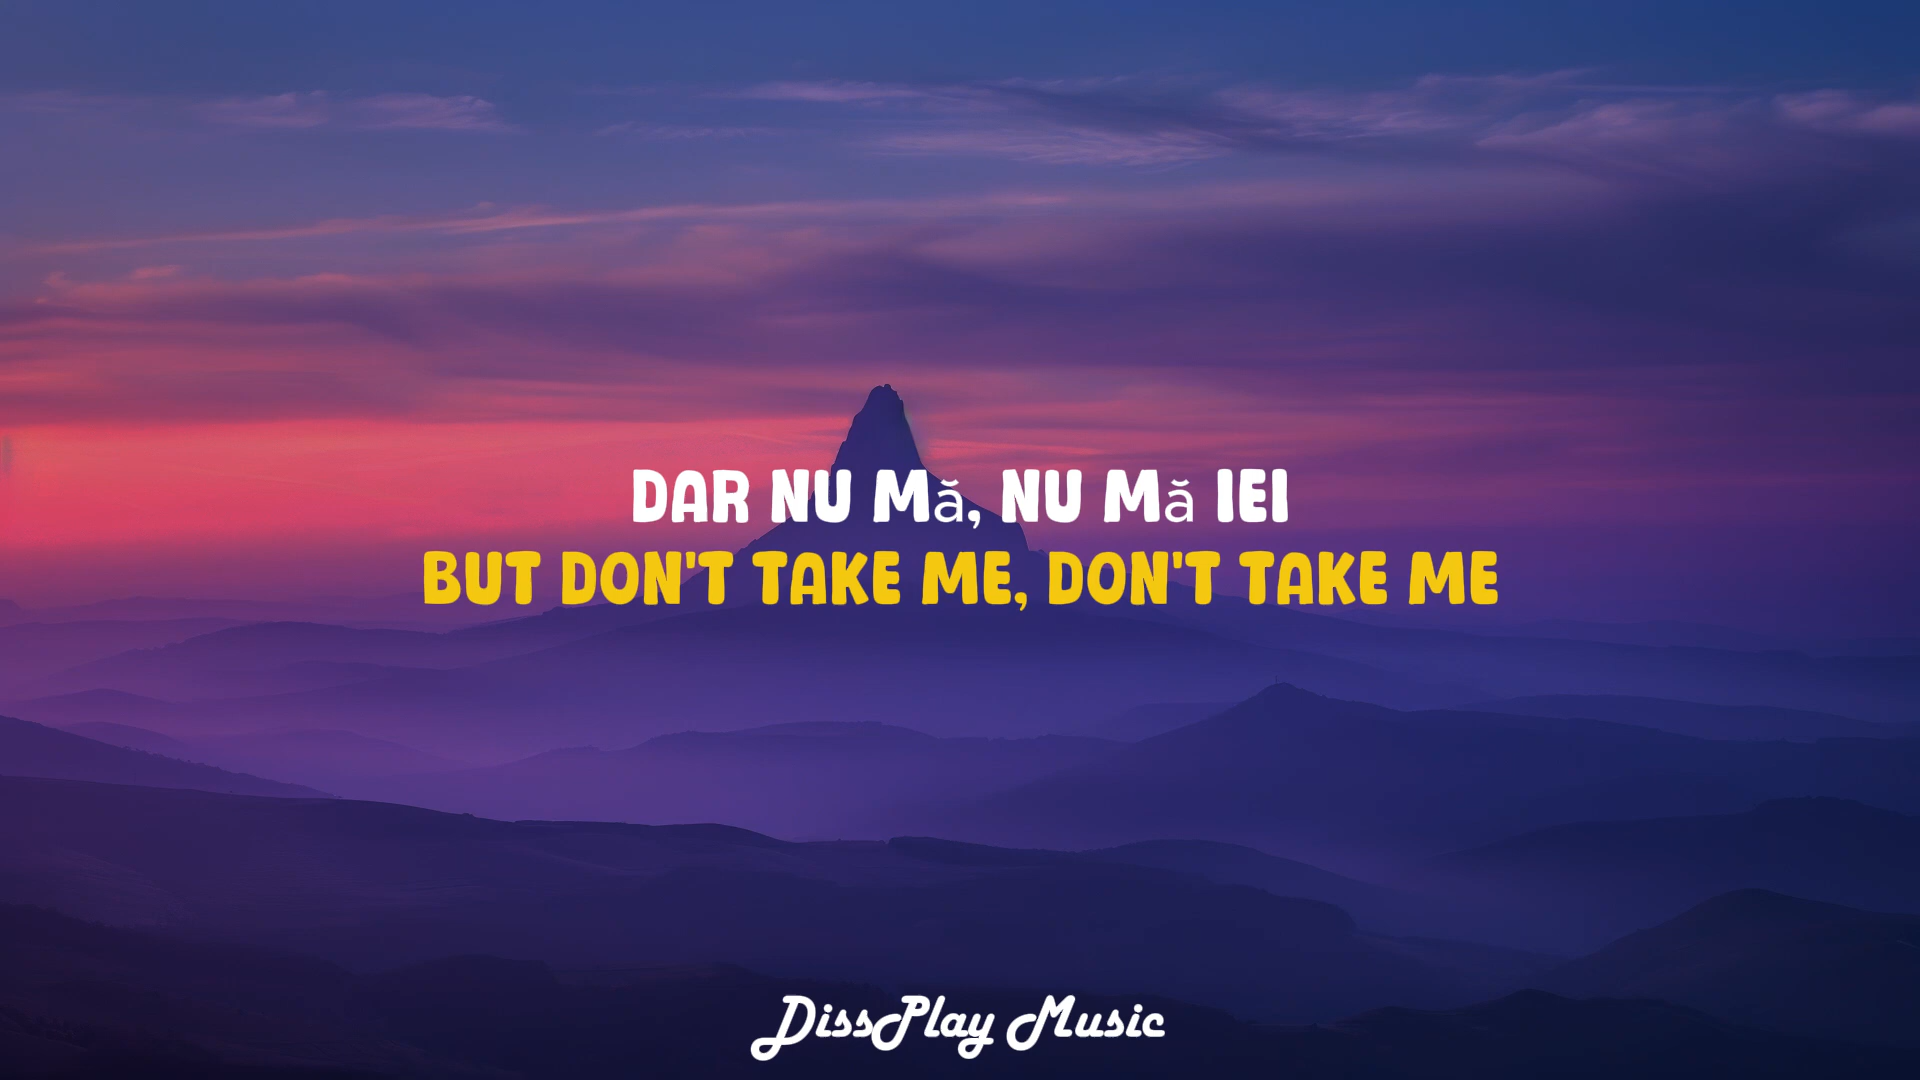 DAR NU Mă, NU Mă IEI
BUT DON'T TAKE ME, DON'T TAKE ME
DissPlay Music